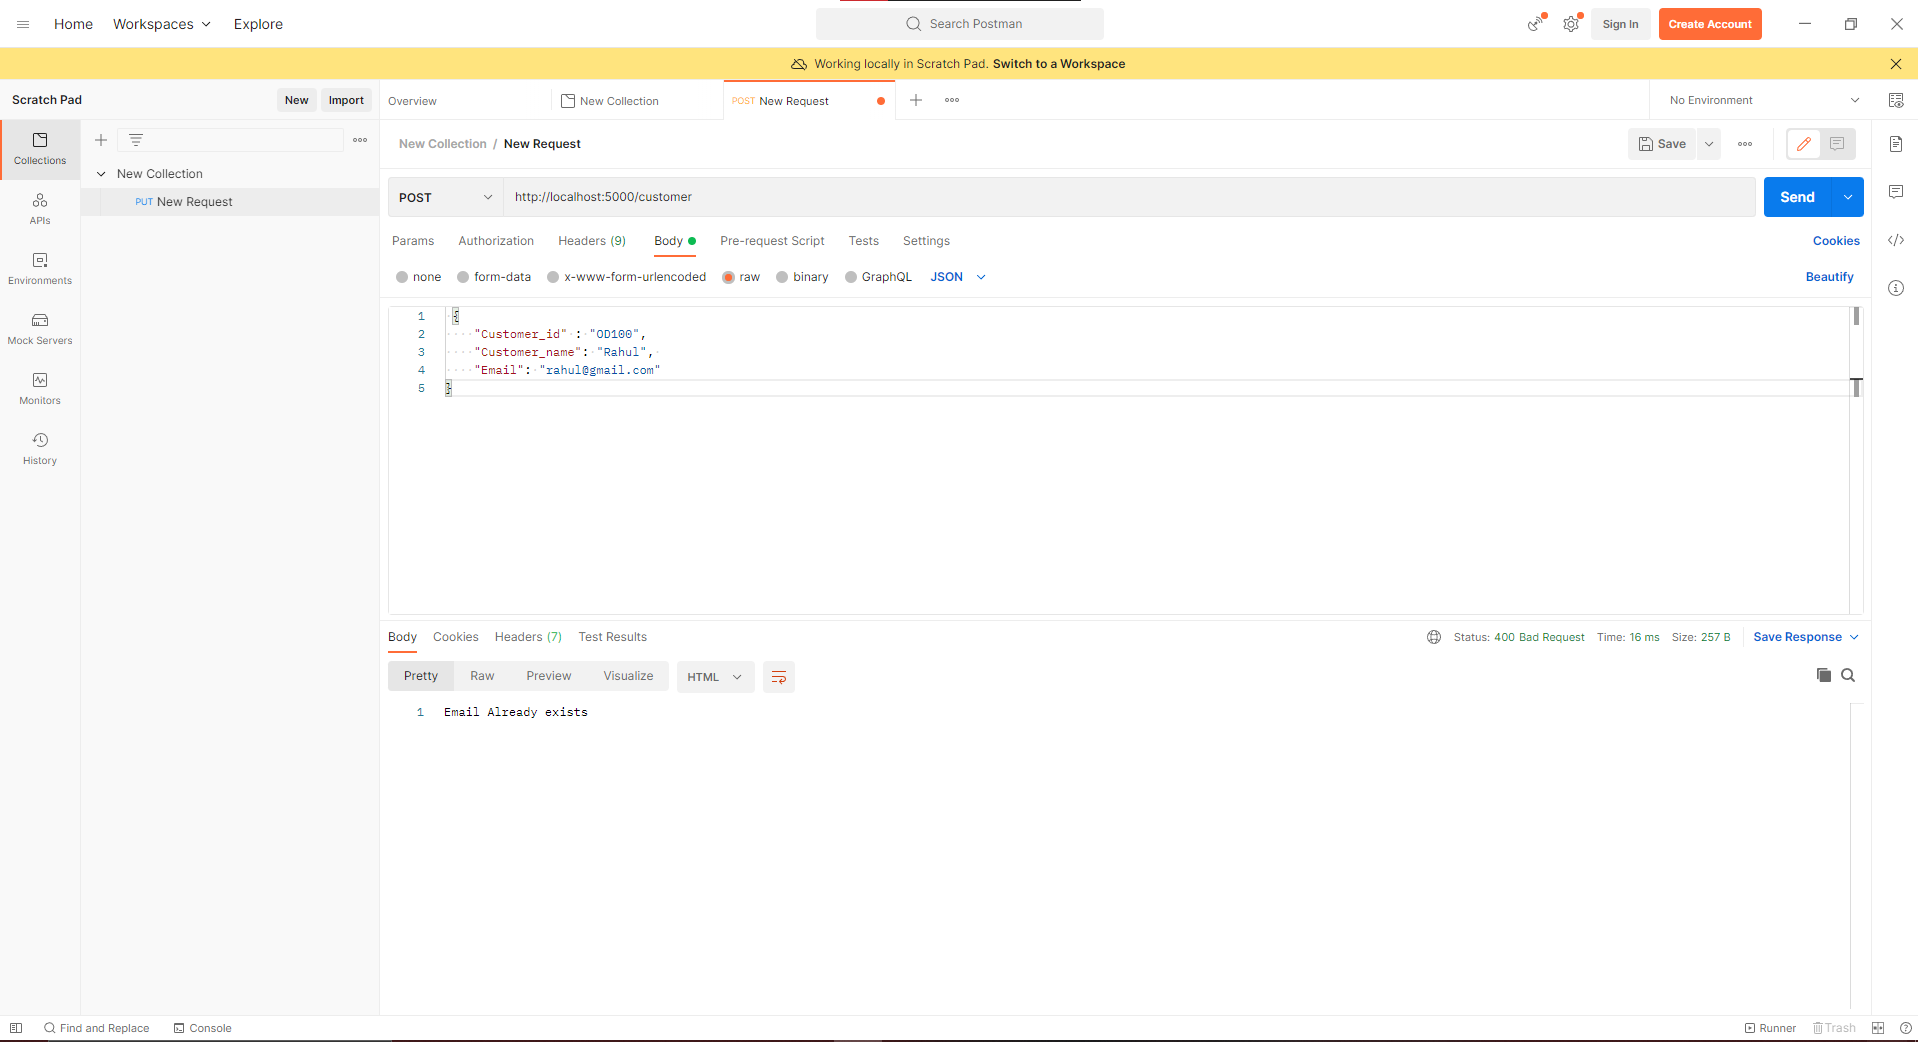 Home Workspaces Explore Search Postman Sign In Create Account
Working locally in Scratch Pad. Switch to a Workspace
Scratch Pad New Import Overview New Collection POST New Request No Environment
Collections
APIs
Environments
Mock Servers
Monitors
History
New Collection
PUT New Request
New Collection / New Request Save
POST http://localhost:5000/customer Send
Params Authorization Headers (9) Body Pre-request Script Tests Settings Cookies
none form-data x-www-form-urlencoded raw binary GraphQL JSON Beautify
1 {
2 "Customer_id" : "OD100",
3 "Customer_name": "Rahul",
4 "Email": "rahul@gmail.com"
5 }
Body Cookies Headers (7) Test Results Status: 400 Bad Request Time: 16 ms Size: 257 B Save Response
Pretty Raw Preview Visualize HTML
1 Email Already exists
Find and Replace Console Runner Trash